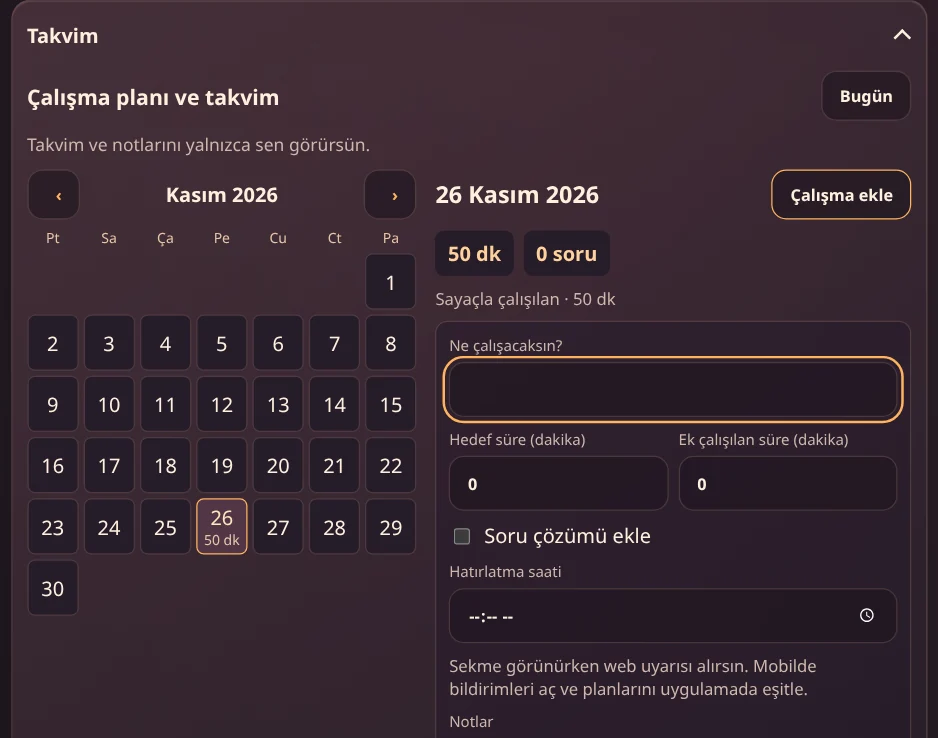 Takvim
Çalışma planı ve takvim
Bugün
Takvim ve notlarını yalnızca sen görürsün.
‹ Kasım 2026 ›
Pt Sa Ça Pe Cu Ct Pa
1
2 3 4 5 6 7 8
9 10 11 12 13 14 15
16 17 18 19 20 21 22
23 24 25 26 27 28 29
50 dk
30
26 Kasım 2026
Çalışma ekle
50 dk 0 soru
Sayaçla çalışılan · 50 dk
Ne çalışacaksın?
Hedef süre (dakika) Ek çalışılan süre (dakika)
0 0
Soru çözümü ekle
Hatırlatma saati
--:-- --
Sekme görünürken web uyarısı alırsın. Mobilde
bildirimleri aç ve planlarını uygulamada eşitle.
Notlar